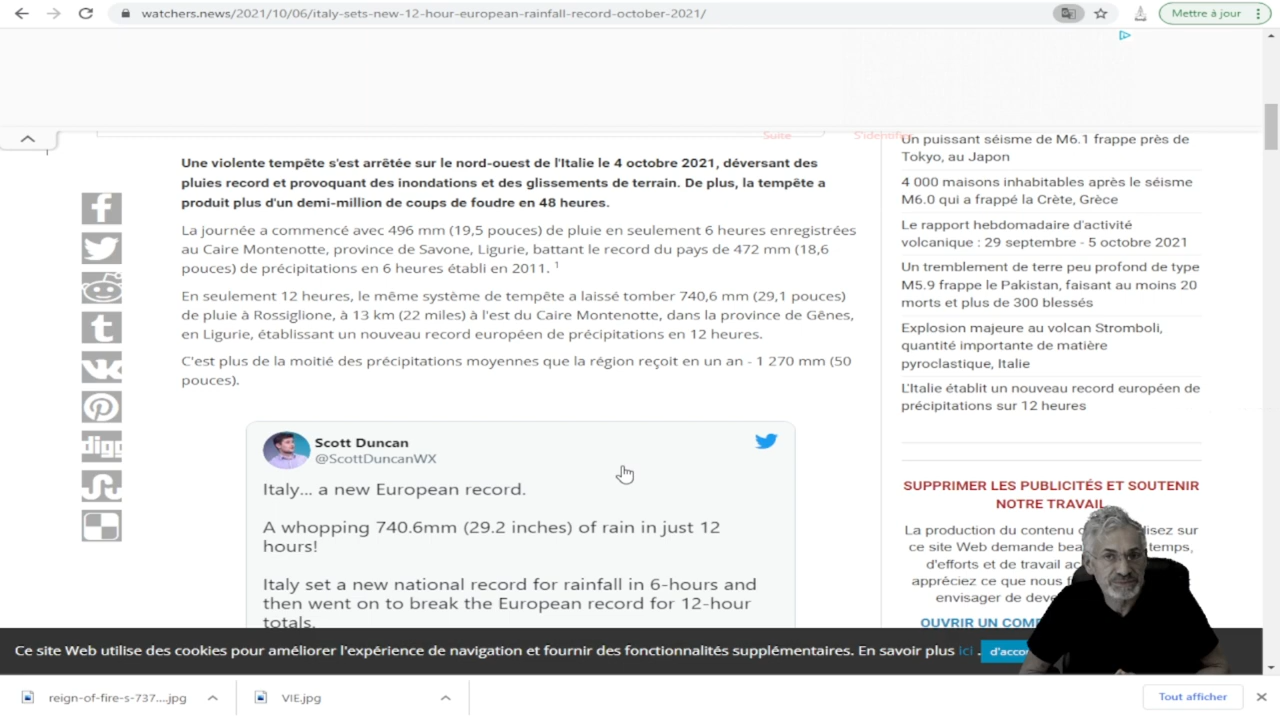 watchers.news/2021/10/06/italy-sets-new-12-hour-european-rainfall-record-october-2021/
Mettre à jour
Suite
S'identifier
Une violente tempête s'est arrêtée sur le nord-ouest de l'Italie le 4 octobre 2021, déversant des
pluies record et provoquant des inondations et des glissements de terrain. De plus, la tempête a
produit plus d'un demi-million de coups de foudre en 48 heures.
La journée a commencé avec 496 mm (19,5 pouces) de pluie en seulement 6 heures enregistrées
au Caire Montenotte, province de Savone, Ligurie, battant le record du pays de 472 mm (18,6
pouces) de précipitations en 6 heures établi en 2011. 1
En seulement 12 heures, le même système de tempête a laissé tomber 740,6 mm (29,1 pouces)
de pluie à Rossiglione, à 13 km (22 miles) à l'est du Caire Montenotte, dans la province de Gênes,
en Ligurie, établissant un nouveau record européen de précipitations en 12 heures.
C'est plus de la moitié des précipitations moyennes que la région reçoit en un an - 1 270 mm (50
pouces).
Scott Duncan
@ScottDuncanWX
Italy... a new European record.
A whopping 740.6mm (29.2 inches) of rain in just 12
hours!
Italy set a new national record for rainfall in 6-hours and
then went on to break the European record for 12-hour
totals.
digg
Un puissant séisme de M6.1 frappe près de
Tokyo, au Japon
4 000 maisons inhabitables après le séisme
M6.0 qui a frappé la Crète, Grèce
Le rapport hebdomadaire d'activité
volcanique : 29 septembre - 5 octobre 2021
Un tremblement de terre peu profond de type
M5.9 frappe le Pakistan, faisant au moins 20
morts et plus de 300 blessés
Explosion majeure au volcan Stromboli,
quantité importante de matière
pyroclastique, Italie
L'Italie établit un nouveau record européen de
précipitations sur 12 heures
SUPPRIMER LES PUBLICITÉS ET SOUTENIR
NOTRE TRAVAIL
La production du contenu sur
ce site Web demande temps,
d'efforts et de travail
appréciez ce que nous
envisager de
OUVRIR UN
Ce site Web utilise des cookies pour améliorer l'expérience de navigation et fournir des fonctionnalités supplémentaires. En savoir plus ici .
reign-of-fire-s-737....jpg
VIE.jpg
Tout afficher